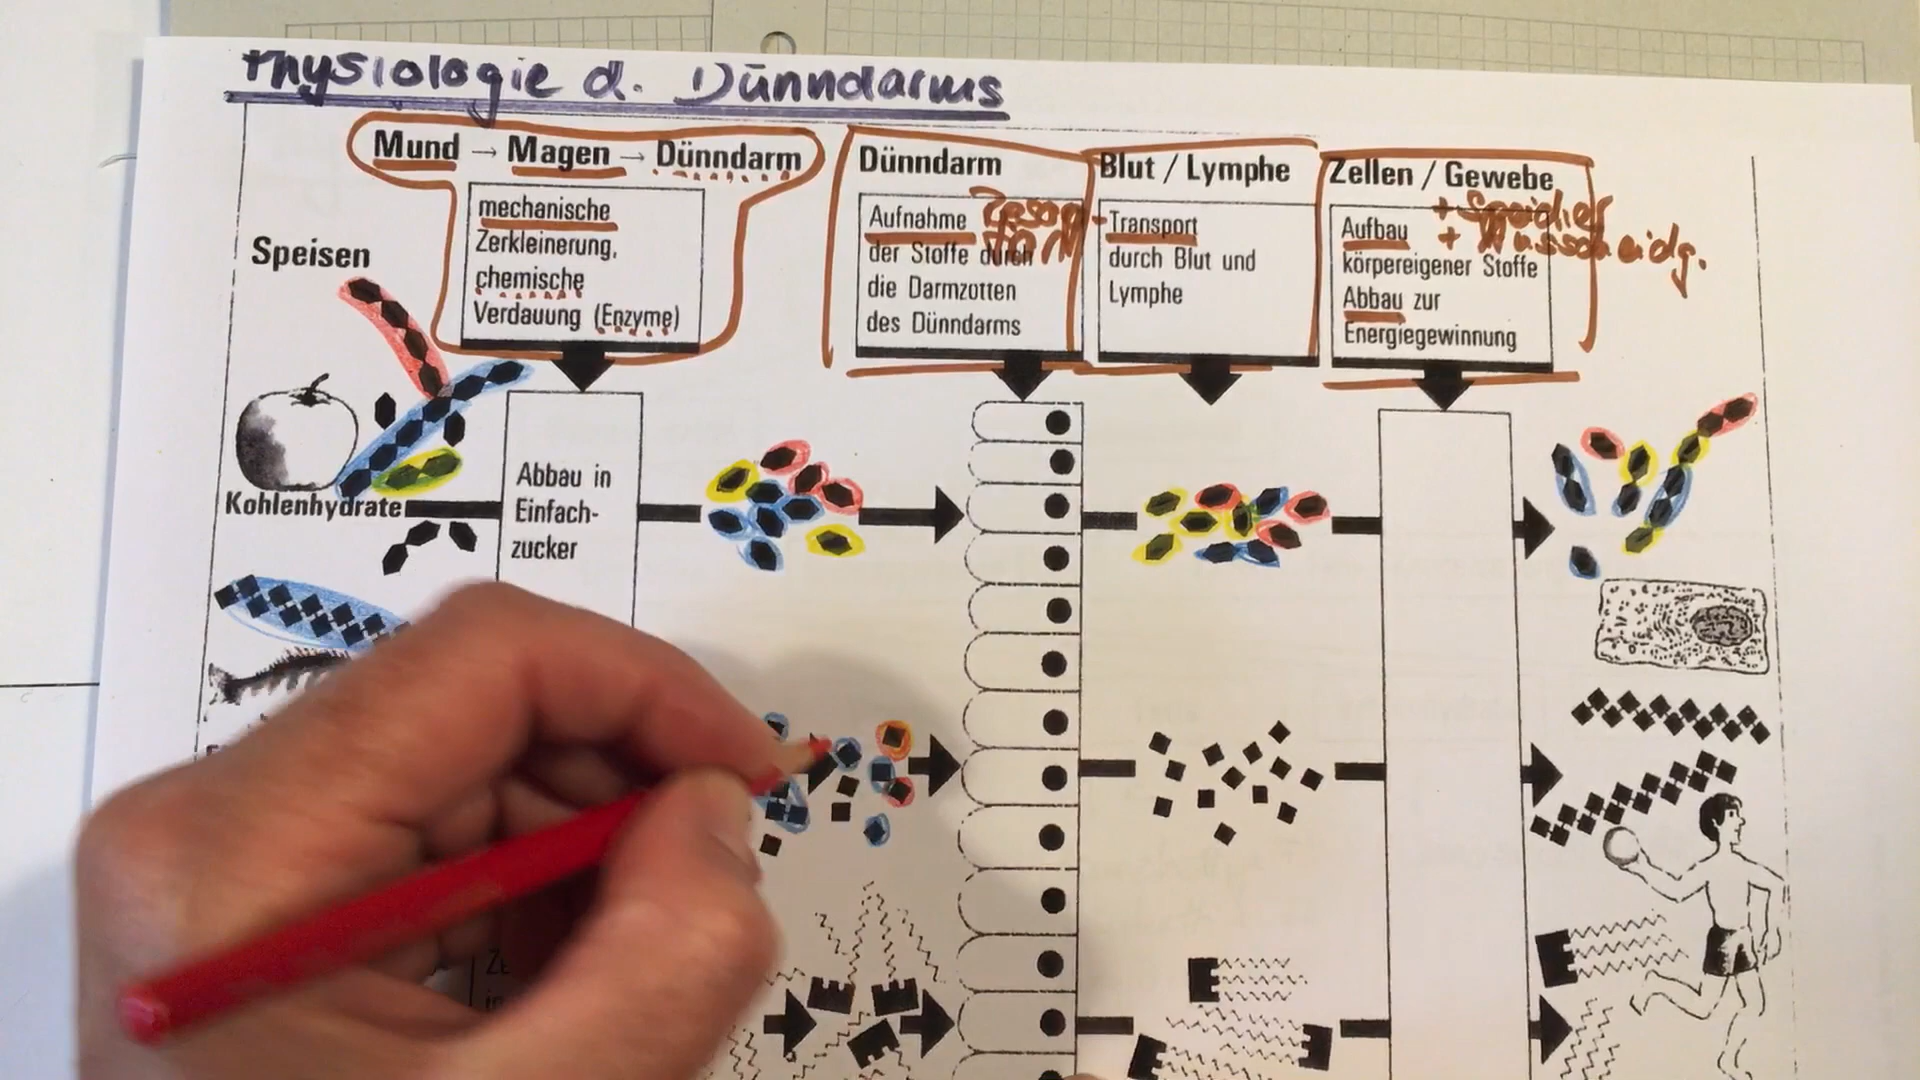 Physiologie d. Dünndarms
Mund → Magen → Dünndarm
mechanische
Zerkleinerung,
chemische
Verdauung (Enzyme)
Dünndarm
Aufnahme
der Stoffe durch
die Darmzotten
des Dünndarms
Blut / Lymphe
Transport
durch Blut und
Lymphe
Zellen / Gewebe
+ Speicher
Aufbau + Ausscheidg.
körpereigener Stoffe
Abbau zur
Energiegewinnung
Speisen
Kohlenhydrate
Abbau in
Einfach-
zucker